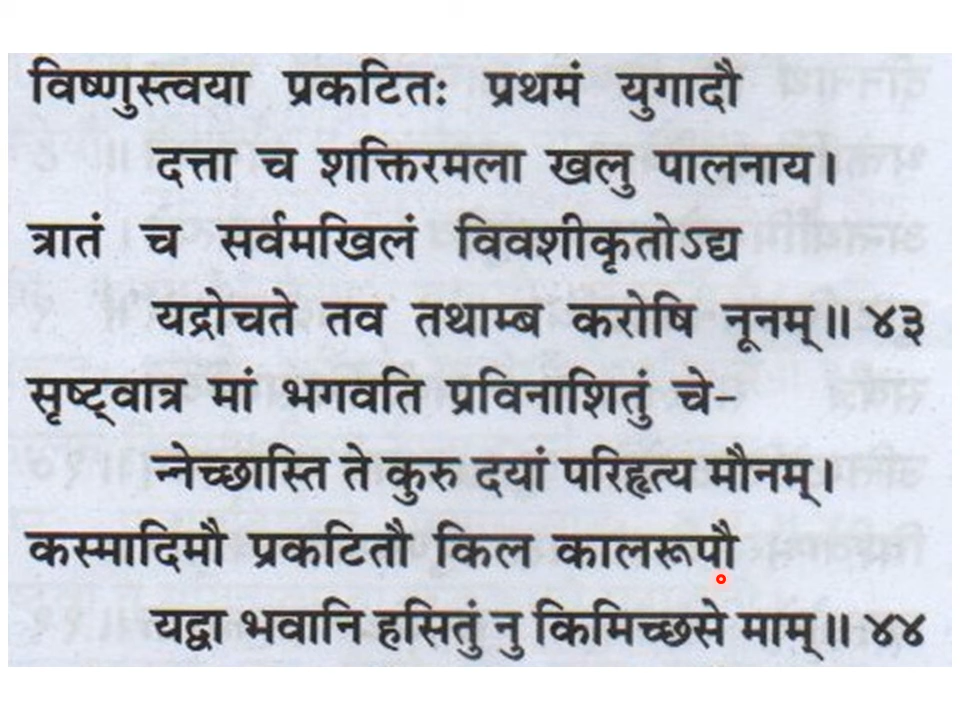 विष्णुस्त्वया प्रकटितः प्रथमं युगादौ
दत्ता च शक्तिरमला खलु पालनाय।
त्रातं च सर्वमखिलं विवशीकृतोऽद्य
यद्रोचते तव तथाम्ब करोषि नूनम्॥ ४३
सृष्ट्वात्र मां भगवति प्रविनाशितुं चे-
न्नेच्छास्ति ते कुरु दयां परिहृत्य मौनम्।
कस्मादिमौ प्रकटितौ किल कालरूपौ
यद्वा भवानि हसितुं नु किमिच्छसे माम्॥ ४४